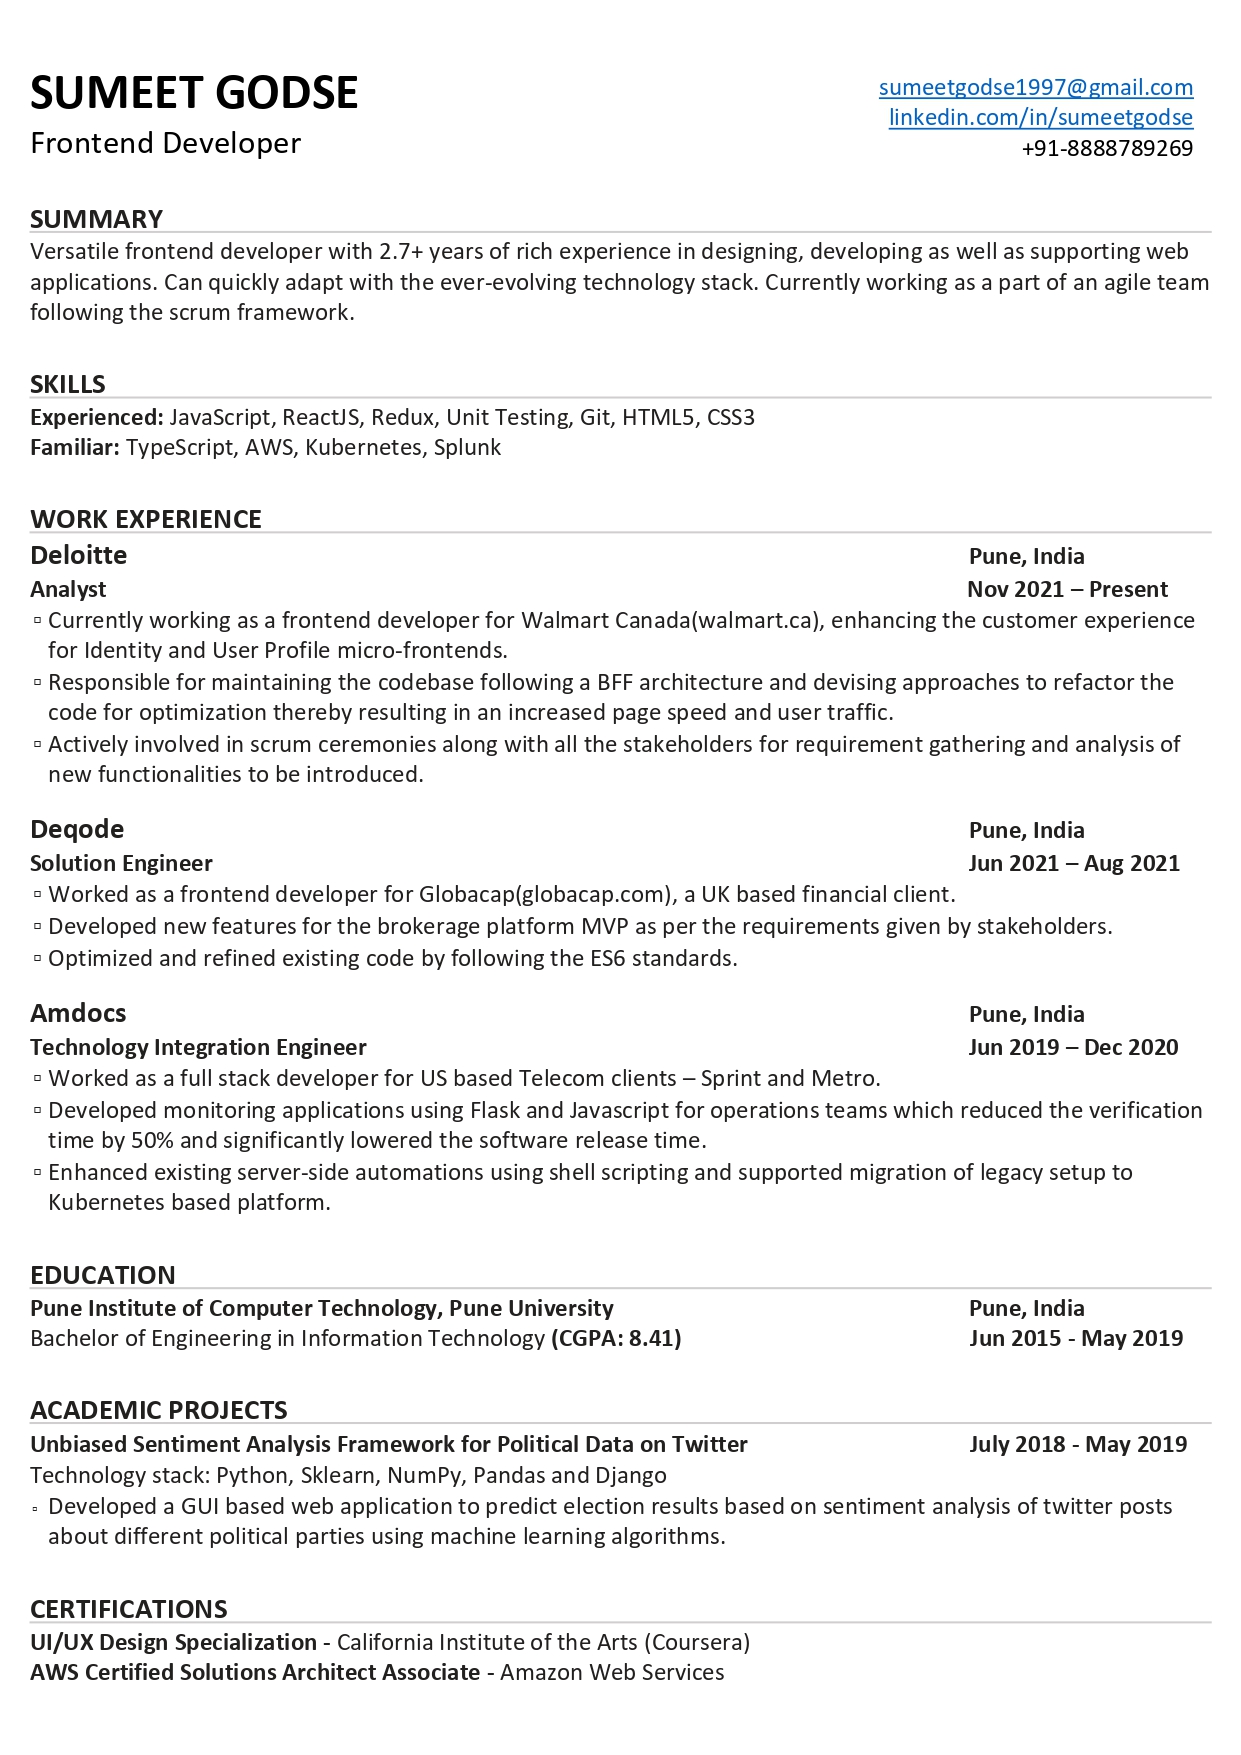 SUMEET GODSE
Frontend Developer
sumeetgodse1997@gmail.com
linkedin.com/in/sumeetgodse
+91-8888789269
SUMMARY
Versatile frontend developer with 2.7+ years of rich experience in designing, developing as well as supporting web
applications. Can quickly adapt with the ever-evolving technology stack. Currently working as a part of an agile team
following the scrum framework.
SKILLS
Experienced: JavaScript, ReactJS, Redux, Unit Testing, Git, HTML5, CSS3
Familiar: TypeScript, AWS, Kubernetes, Splunk
WORK EXPERIENCE
Deloitte Pune, India
Analyst Nov 2021 – Present
▫ Currently working as a frontend developer for Walmart Canada(walmart.ca), enhancing the customer experience
for Identity and User Profile micro-frontends.
▫ Responsible for maintaining the codebase following a BFF architecture and devising approaches to refactor the
code for optimization thereby resulting in an increased page speed and user traffic.
▫ Actively involved in scrum ceremonies along with all the stakeholders for requirement gathering and analysis of
new functionalities to be introduced.
Deqode Pune, India
Solution Engineer Jun 2021 – Aug 2021
▫ Worked as a frontend developer for Globacap(globacap.com), a UK based financial client.
▫ Developed new features for the brokerage platform MVP as per the requirements given by stakeholders.
▫ Optimized and refined existing code by following the ES6 standards.
Amdocs Pune, India
Technology Integration Engineer Jun 2019 – Dec 2020
▫ Worked as a full stack developer for US based Telecom clients – Sprint and Metro.
▫ Developed monitoring applications using Flask and Javascript for operations teams which reduced the verification
time by 50% and significantly lowered the software release time.
▫ Enhanced existing server-side automations using shell scripting and supported migration of legacy setup to
Kubernetes based platform.
EDUCATION
Pune Institute of Computer Technology, Pune University Pune, India
Bachelor of Engineering in Information Technology (CGPA: 8.41) Jun 2015 - May 2019
ACADEMIC PROJECTS
Unbiased Sentiment Analysis Framework for Political Data on Twitter July 2018 - May 2019
Technology stack: Python, Sklearn, NumPy, Pandas and Django
▫ Developed a GUI based web application to predict election results based on sentiment analysis of twitter posts
about different political parties using machine learning algorithms.
CERTIFICATIONS
UI/UX Design Specialization - California Institute of the Arts (Coursera)
AWS Certified Solutions Architect Associate - Amazon Web Services